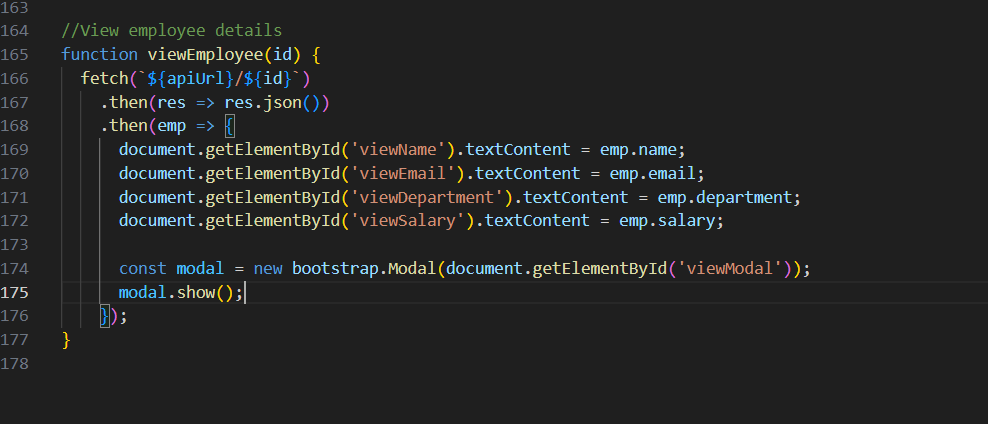 163
164 //View employee details
165 function viewEmployee(id) {
166 fetch(`${apiUrl}/${id}`)
167 .then(res => res.json())
168 .then(emp => {
169 document.getElementById('viewName').textContent = emp.name;
170 document.getElementById('viewEmail').textContent = emp.email;
171 document.getElementById('viewDepartment').textContent = emp.department;
172 document.getElementById('viewSalary').textContent = emp.salary;
173
174 const modal = new bootstrap.Modal(document.getElementById('viewModal'));
175 modal.show();
176 });
177 }
178